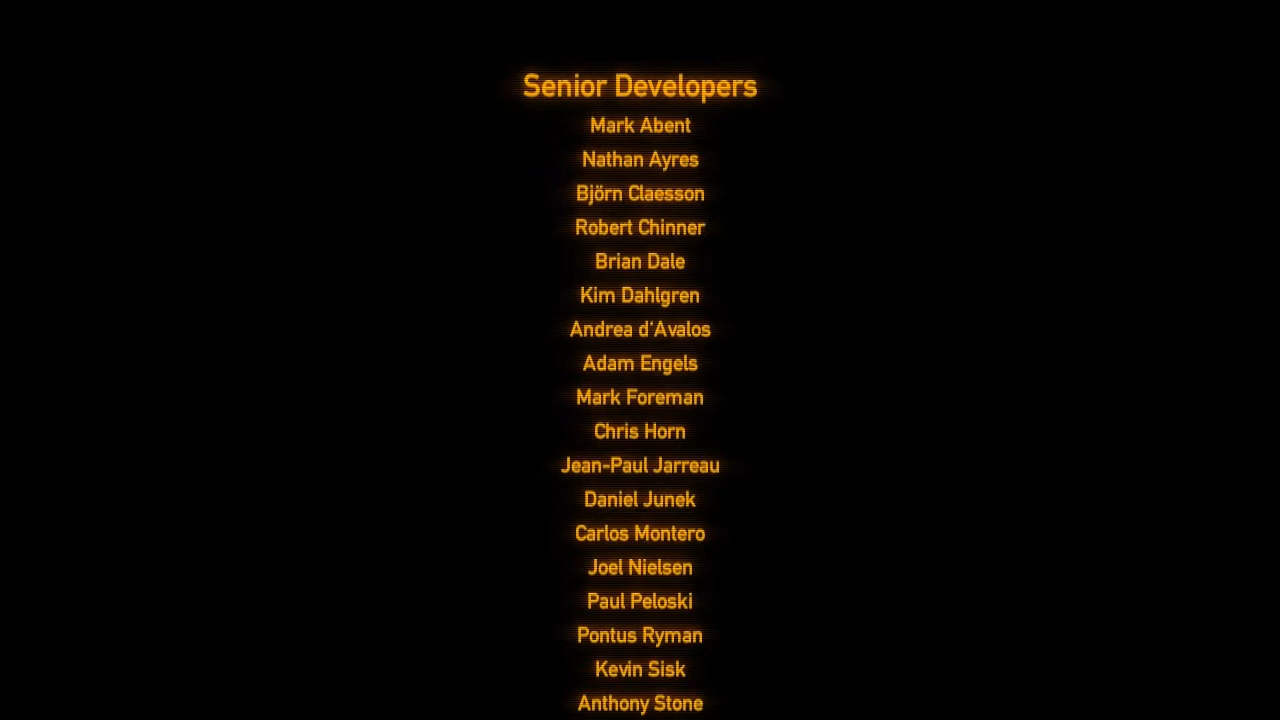 Senior Developers
Mark Abent
Nathan Ayres
Björn Claesson
Robert Chinner
Brian Dale
Kim Dahlgren
Andrea d'Avalos
Adam Engels
Mark Foreman
Chris Horn
Jean-Paul Jarreau
Daniel Junek
Carlos Montero
Joel Nielsen
Paul Peloski
Pontus Ryman
Kevin Sisk
Anthony Stone